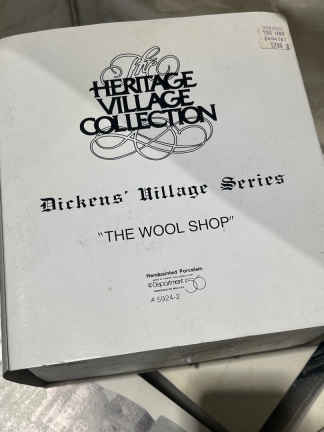 The
HERITAGE
VILLAGE
COLLECTION
Dickens' Village Series
"THE WOOL SHOP"
Handpainted Porcelain
© Department 56
# 5924-2